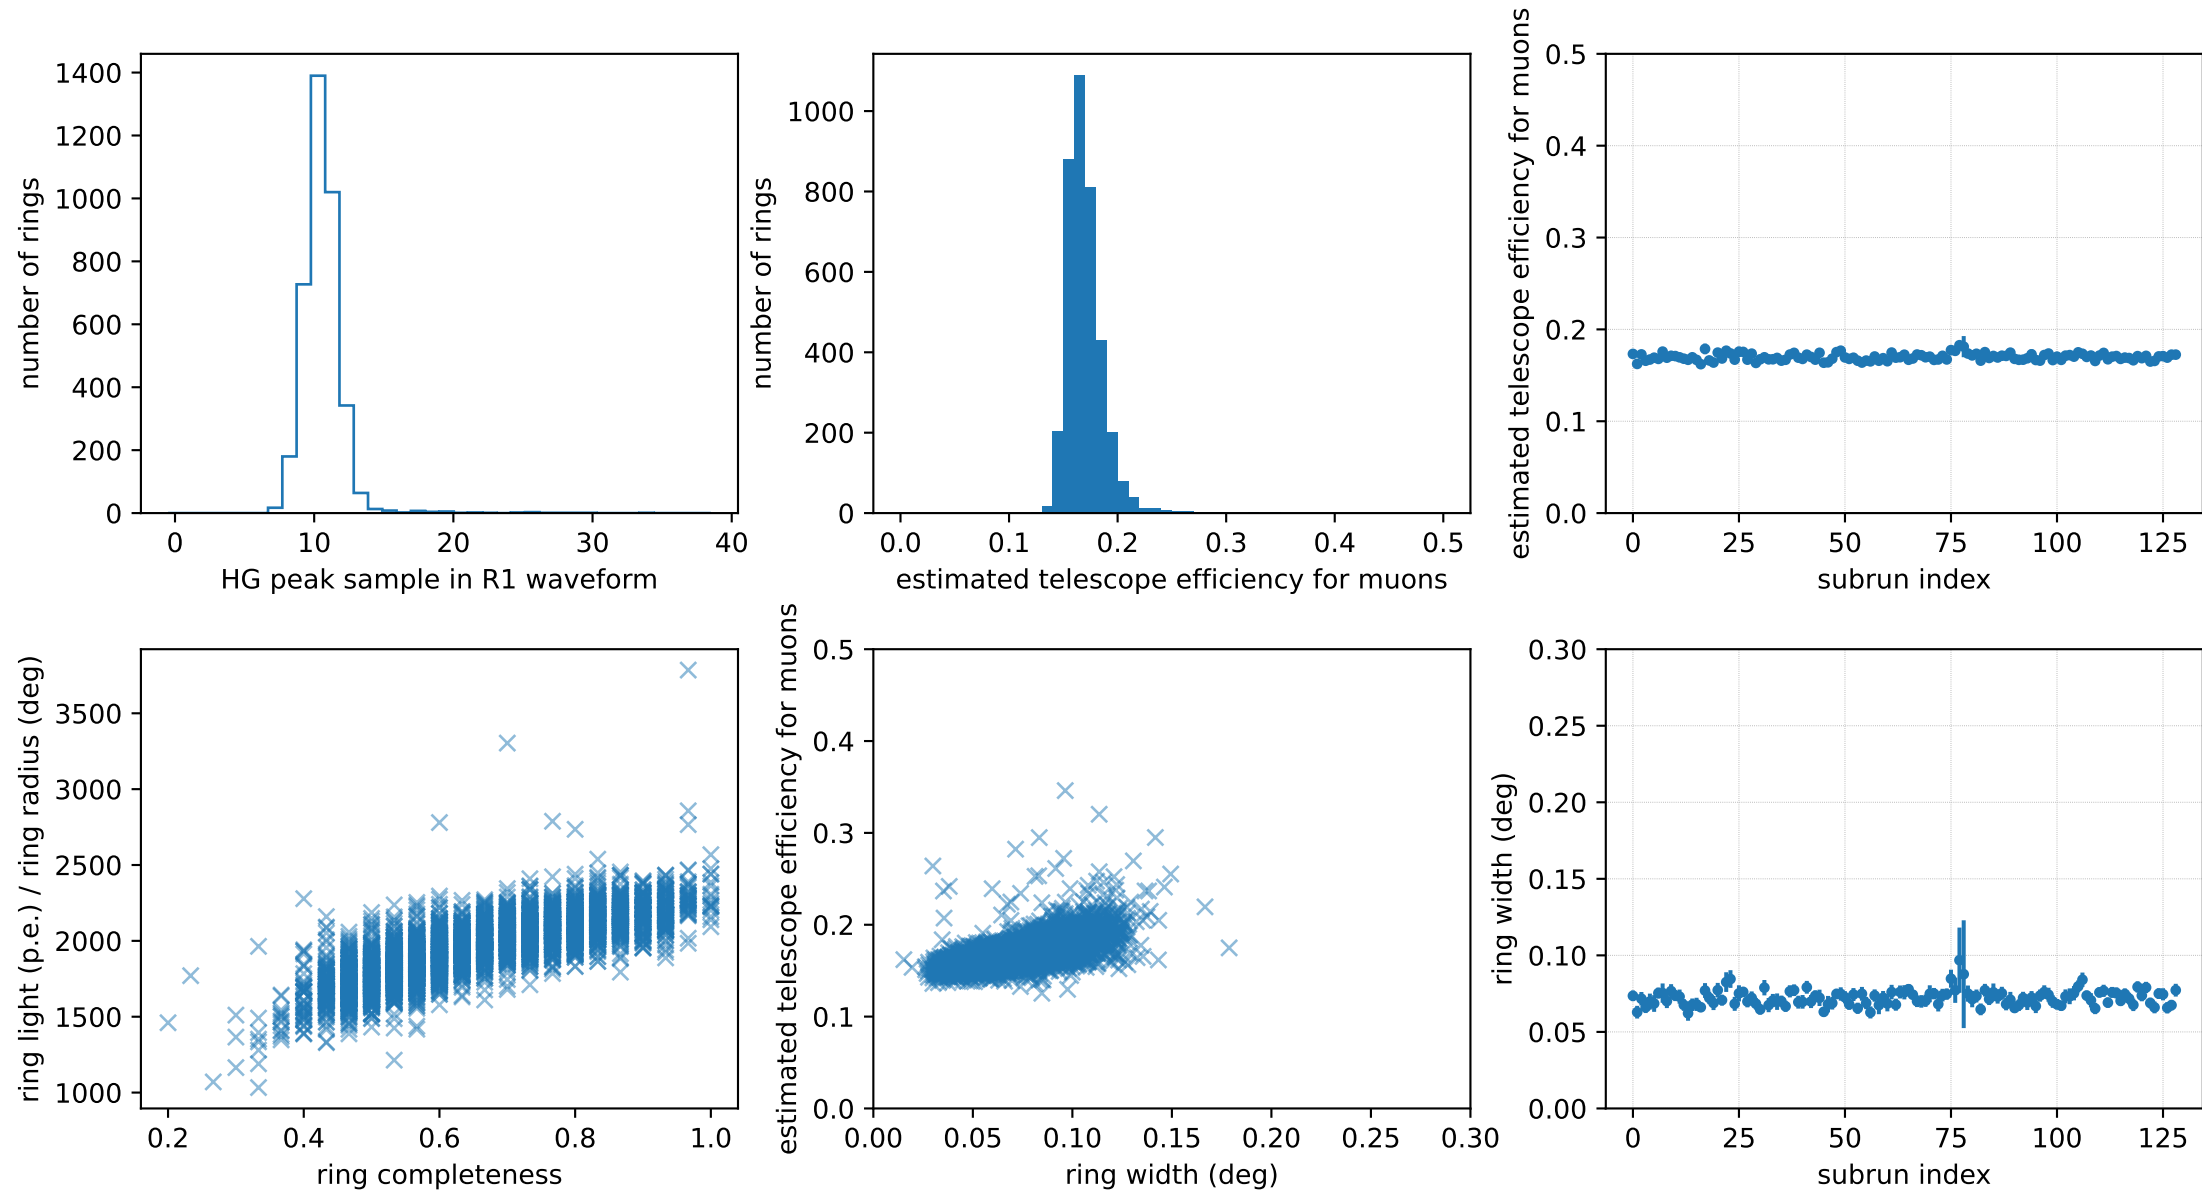 number of rings
1400
1200
1000
800
600
400
200
0
0 10 20 30 40
HG peak sample in R1 waveform
number of rings
1000
800
600
400
200
0
0.0 0.1 0.2 0.3 0.4 0.5
estimated telescope efficiency for muons
estimated telescope efficiency for muons
0.5
0.4
0.3
0.2
0.1
0.0
0 25 50 75 100 125
subrun index
ring light (p.e.) / ring radius (deg)
3500
3000
2500
2000
1500
1000
0.2 0.4 0.6 0.8 1.0
ring completeness
estimated telescope efficiency for muons
0.5
0.4
0.3
0.2
0.1
0.0
0.00 0.05 0.10 0.15 0.20 0.25 0.30
ring width (deg)
ring width (deg)
0.30
0.25
0.20
0.15
0.10
0.05
0.00
0 25 50 75 100 125
subrun index